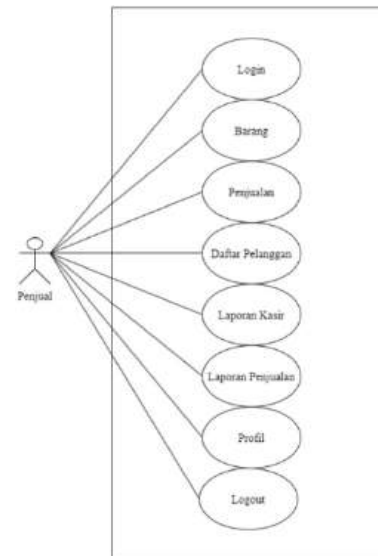 Login
Barang
Penjualan
Daftar Pelanggan
Penjual
Laporan Kasir
Laporan Penjualan
Profil
Logout